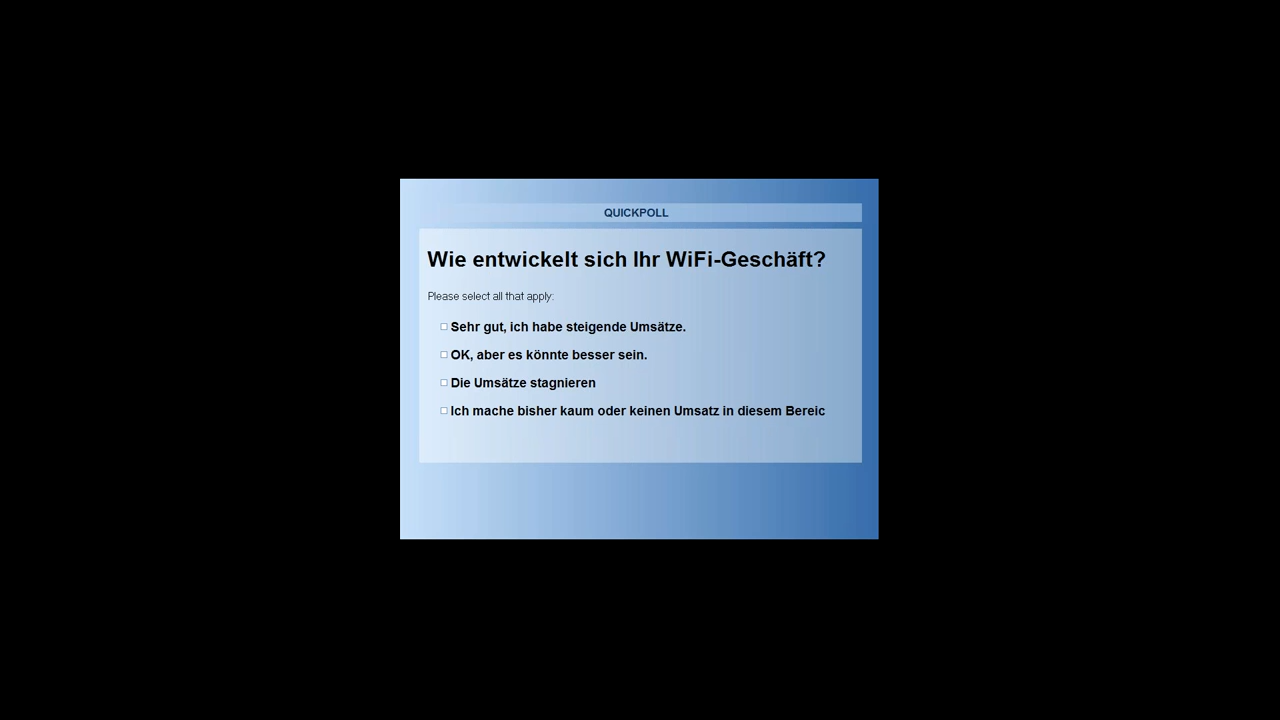 QUICKPOLL
Wie entwickelt sich Ihr WiFi-Geschäft?
Please select all that apply:
Sehr gut, ich habe steigende Umsätze.
OK, aber es könnte besser sein.
Die Umsätze stagnieren
Ich mache bisher kaum oder keinen Umsatz in diesem Bereic